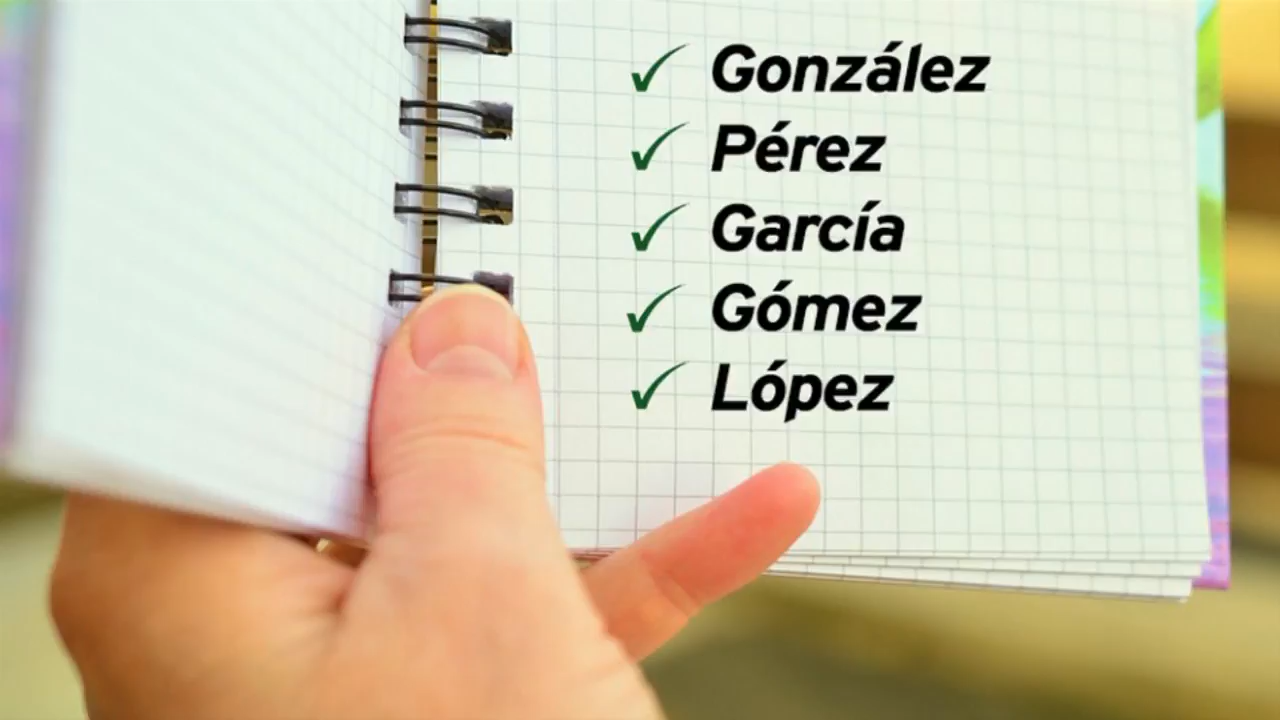 ✓ González
✓ Pérez
✓ García
✓ Gómez
✓ López